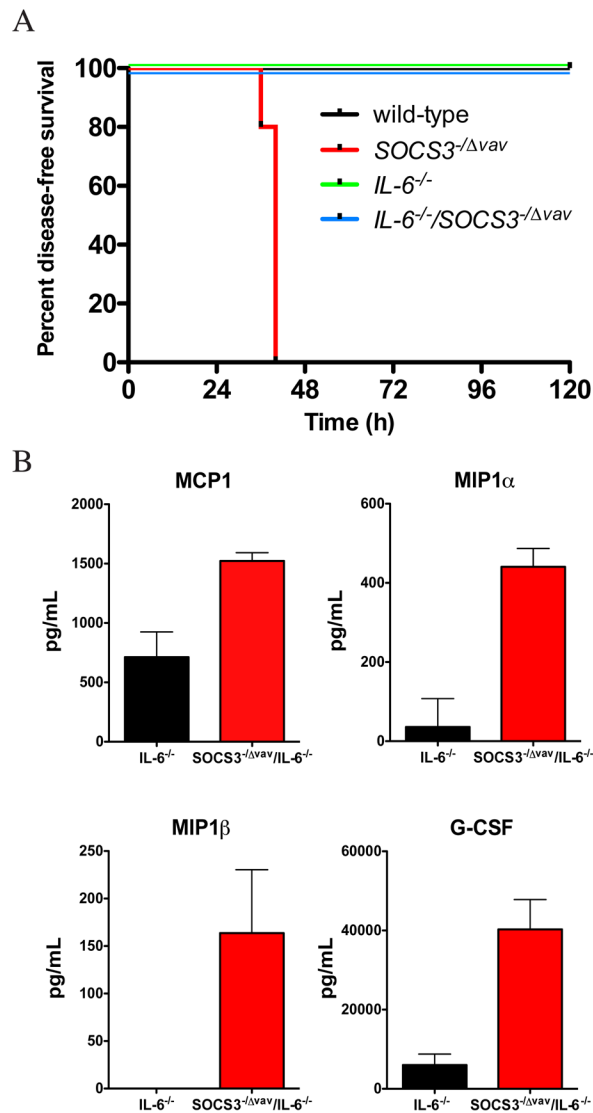 A
Percent disease-free survival
100
80
60
40
20
0
0 24 48 72 96 120
Time (h)
wild-type
SOCS3-/Δvav
IL-6-/-
IL-6-/-/SOCS3-/Δvav
B
MCP1
pg/mL
2000
1500
1000
500
0
IL-6-/- SOCS3-/Δvav/IL-6-/-
MIP1α
pg/mL
600
400
200
0
IL-6-/- SOCS3-/Δvav/IL-6-/-
MIP1β
pg/mL
250
200
150
100
50
0
IL-6-/- SOCS3-/Δvav/IL-6-/-
G-CSF
pg/mL
60000
40000
20000
0
IL-6-/- SOCS3-/Δvav/IL-6-/-